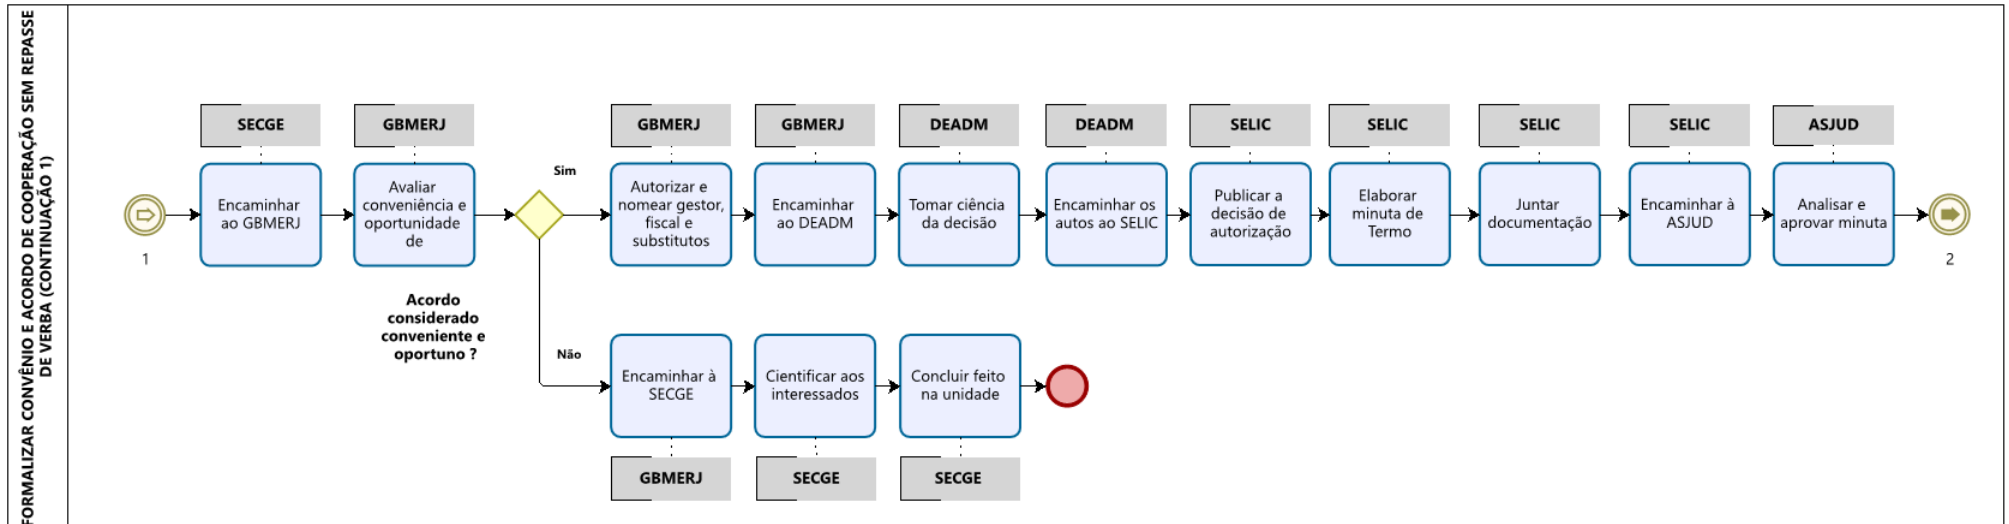 FORMALIZAR CONVÊNIO E ACORDO DE COOPERAÇÃO SEM REPASSE
DE VERBA (CONTINUAÇÃO 1)
1
SECGE
Encaminhar
ao GBMERJ
GBMERJ
Avaliar
conveniência e
oportunidade
de
Acordo
considerado
conveniente e
oportuno ?
Sim
GBMERJ
Autorizar e
nomear gestor,
fiscal e
substitutos
GBMERJ
Encaminhar
ao DEADM
DEADM
Tomar ciência
da decisão
DEADM
Encaminhar os
autos ao SELIC
SELIC
Publicar a
decisão de
autorização
SELIC
Elaborar
minuta de
Termo
SELIC
Juntar
documentação
SELIC
Encaminhar à
ASJUD
ASJUD
Analisar e
aprovar minuta
2
Não
Encaminhar à
SECGE
GBMERJ
Cientificar aos
interessados
SECGE
Concluir feito
na unidade
SECGE